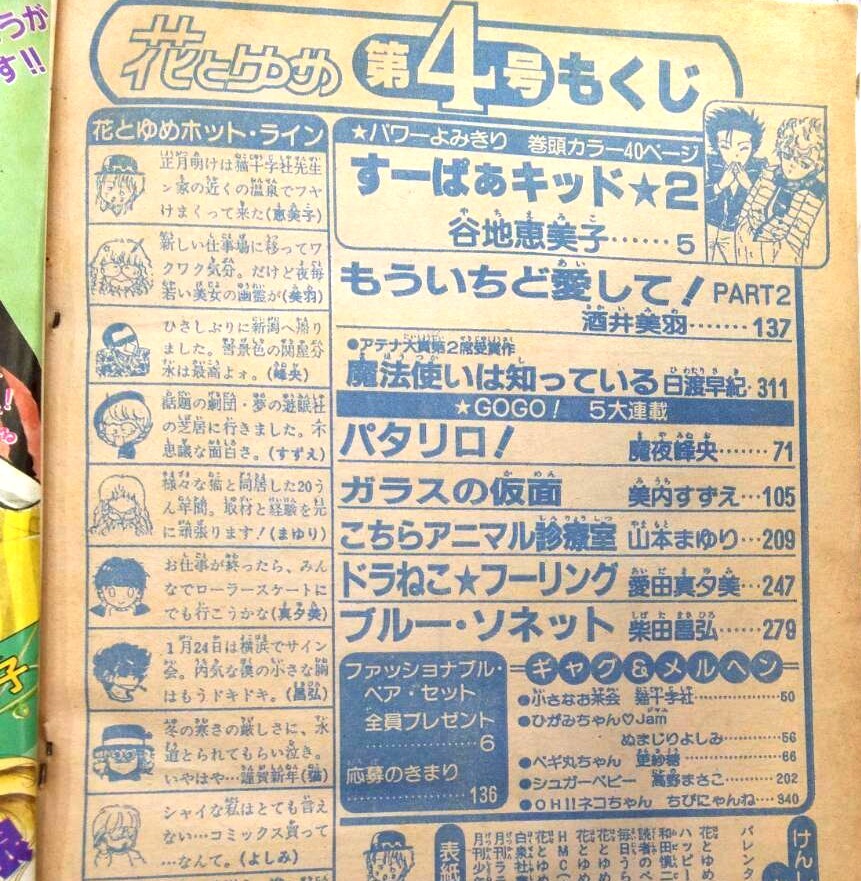 うが
す!!
花とゆめ 第4号もくじ
花とゆめホット・ライン
正月明けは猫十字社先生
ン家の近くの温泉でフヤ
けまくって来た(恵美子)
新しい仕事場に移ってワ
クワク気分。だけど夜毎
若い美女の幽霊が(美羽)
ひさしぶりに新潟へ帰り
ました。雪景色の関屋分
水は最高よォ。(峰央)
話題の劇団・夢の遊眠社
の芝居に行きました。不
思議な面白さ。(すずえ)
様々な猫と同居した20う
ん年間。取材と経験を元
に頑張ります!(まゆり)
お仕事が終ったら、みん
なでローラースケートに
でも行こうかな(真夕美)
1月24日は横浜でサイン
会。内気な僕の小さな胸
はもうドキドキ。(昌弘)
冬の寒さの厳しさに、水
道とられてもらい泣き。
いやはや…謹賀新年(猫)
シャイな私はとても言え
ない…コミックス買って
…なんて。(よしみ)
★パワーよみきり 巻頭カラー40ページ
すーぱぁキッド★2
谷地恵美子……5
もういちど愛して! PART2
酒井美羽……137
●アテナ大賞第2席受賞作
魔法使いは知っている 日渡早紀・311
★GOGO! 5大連載
パタリロ! 魔夜峰央……71
ガラスの仮面 美内すずえ…105
こちらアニマル診療室 山本まゆり…209
ドラねこ★フーリング 愛田真夕美…247
ブルー・ソネット 柴田昌弘……279
ファッショナブル・
ペア・セット
全員プレゼント
……6
応募のきまり
……136
ギャグ&メルヘン
●小さなお茶会 猫十字社……60
●ひがみちゃん♡Jam
ぬまじりよしみ……56
●ペギ丸ちゃん 更紗糖……66
●シュガーベビー 高野まさこ……202
●OH!!ネコちゃん ちびにゃんね…340
表紙